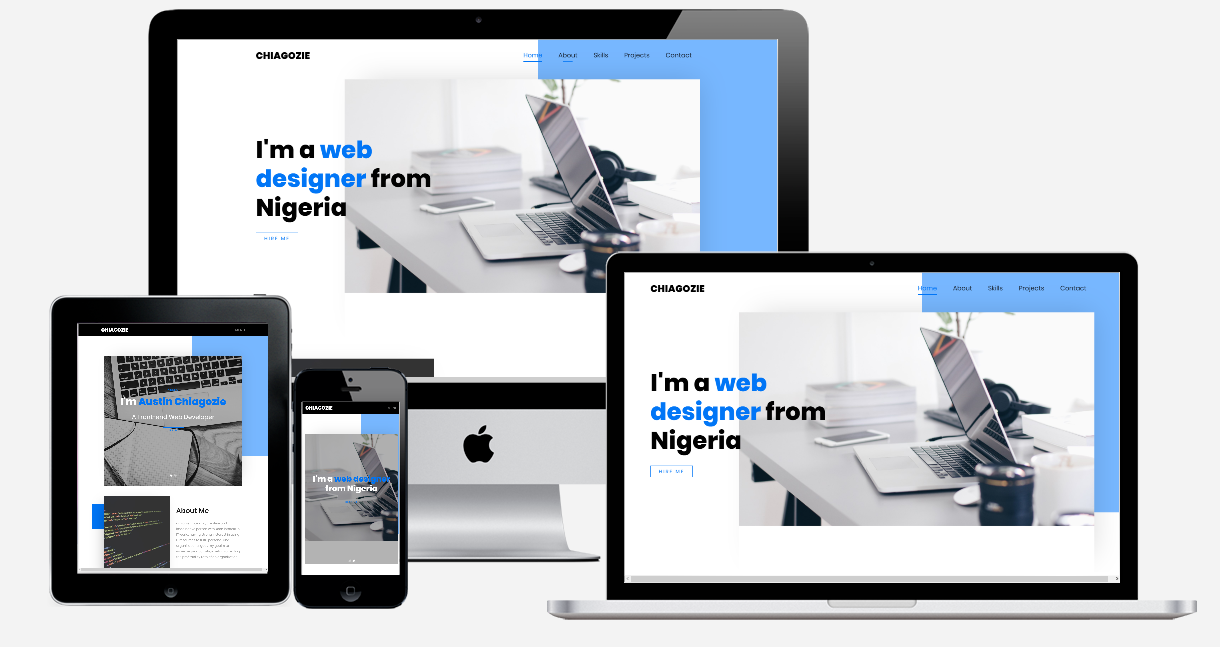 CHIAGOZIE
Home About Skills Projects Contact
I'm a web
designer from
Nigeria
HIRE ME
CHIAGOZIE
I'm Austin Chiagozie
A Frontend Web Developer
About Me
CHIAGOZIE
I'm a web designer
from Nigeria
CHIAGOZIE
Home About Skills Projects Contact
I'm a web
designer from
Nigeria
HIRE ME